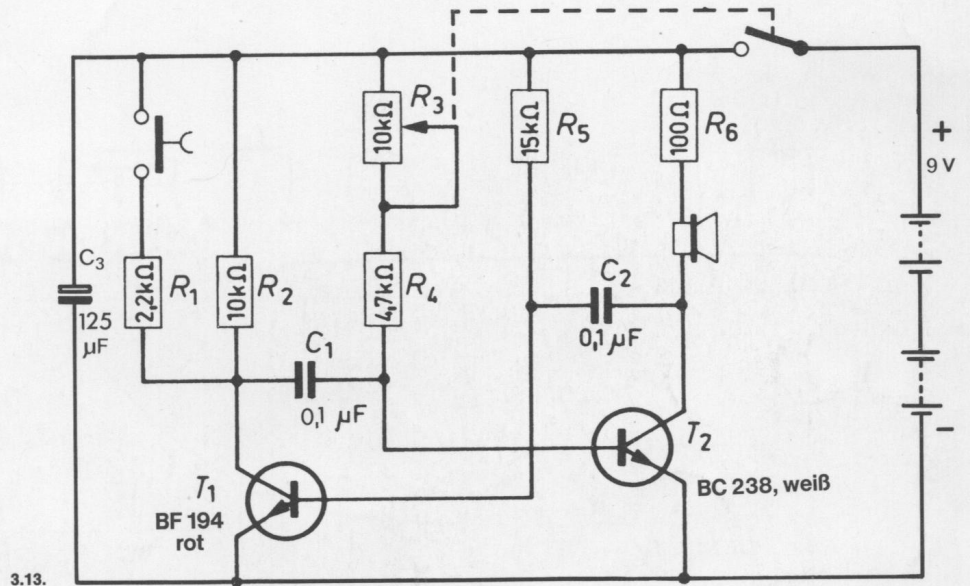 R3
10kΩ
R5
15kΩ
R6
100Ω
+
9 V
C3
125
µF
R1
2,2kΩ
R2
10kΩ
R4
4,7kΩ
C1
0,1 µF
C2
0,1 µF
T1
BF 194
rot
T2
BC 238, weiß
-
3.13.